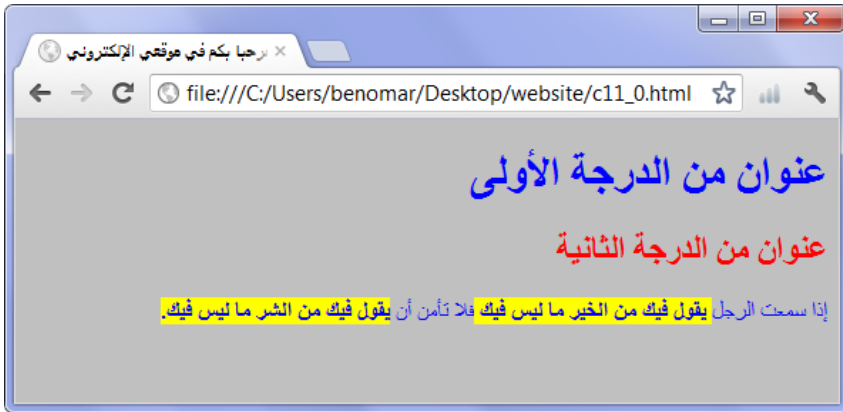 مرحبا بكم في موقعي الإلكتروني
file:///C:/Users/benomar/Desktop/website/c11_0.html
عنوان من الدرجة الأولى
عنوان من الدرجة الثانية
إذا سمعت الرجل يقول فيك من الخير ما ليس فيك فلا تأمن أن يقول فيك من الشر ما ليس فيك.